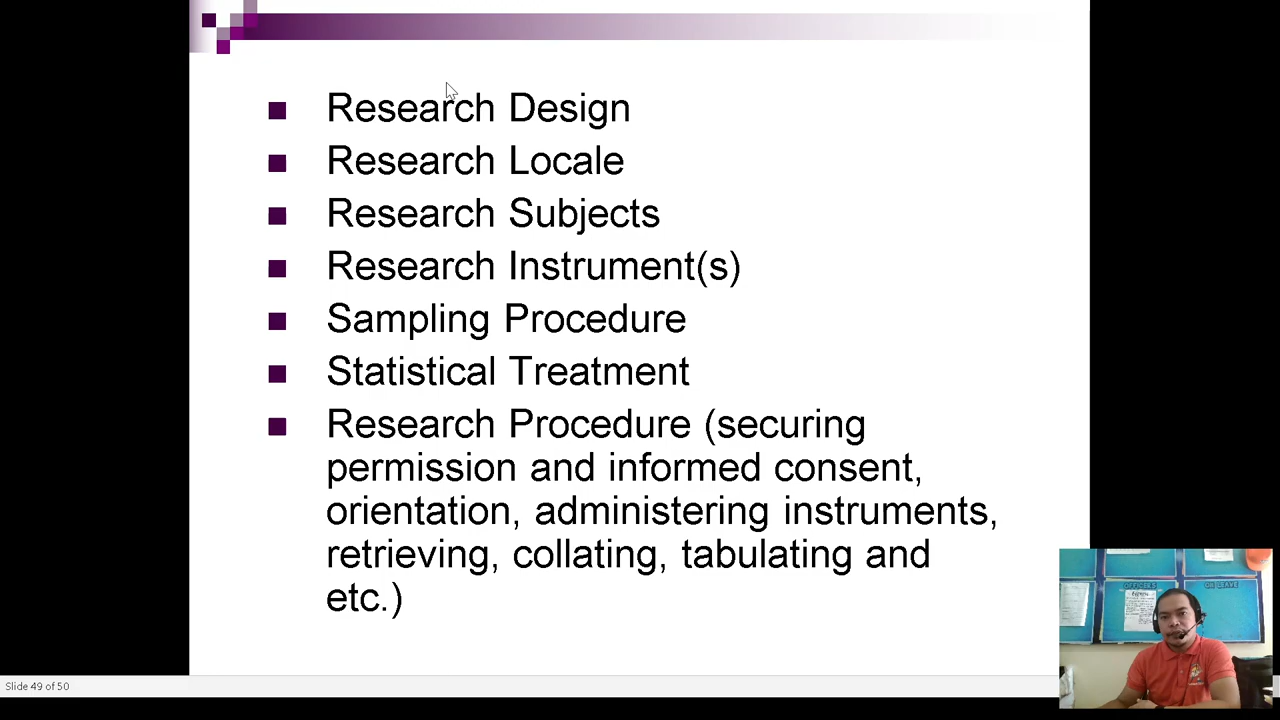 Research Design
Research Locale
Research Subjects
Research Instrument(s)
Sampling Procedure
Statistical Treatment
Research Procedure (securing
permission and informed consent,
orientation, administering instruments,
retrieving, collating, tabulating and
etc.)
Slide 49 of 50